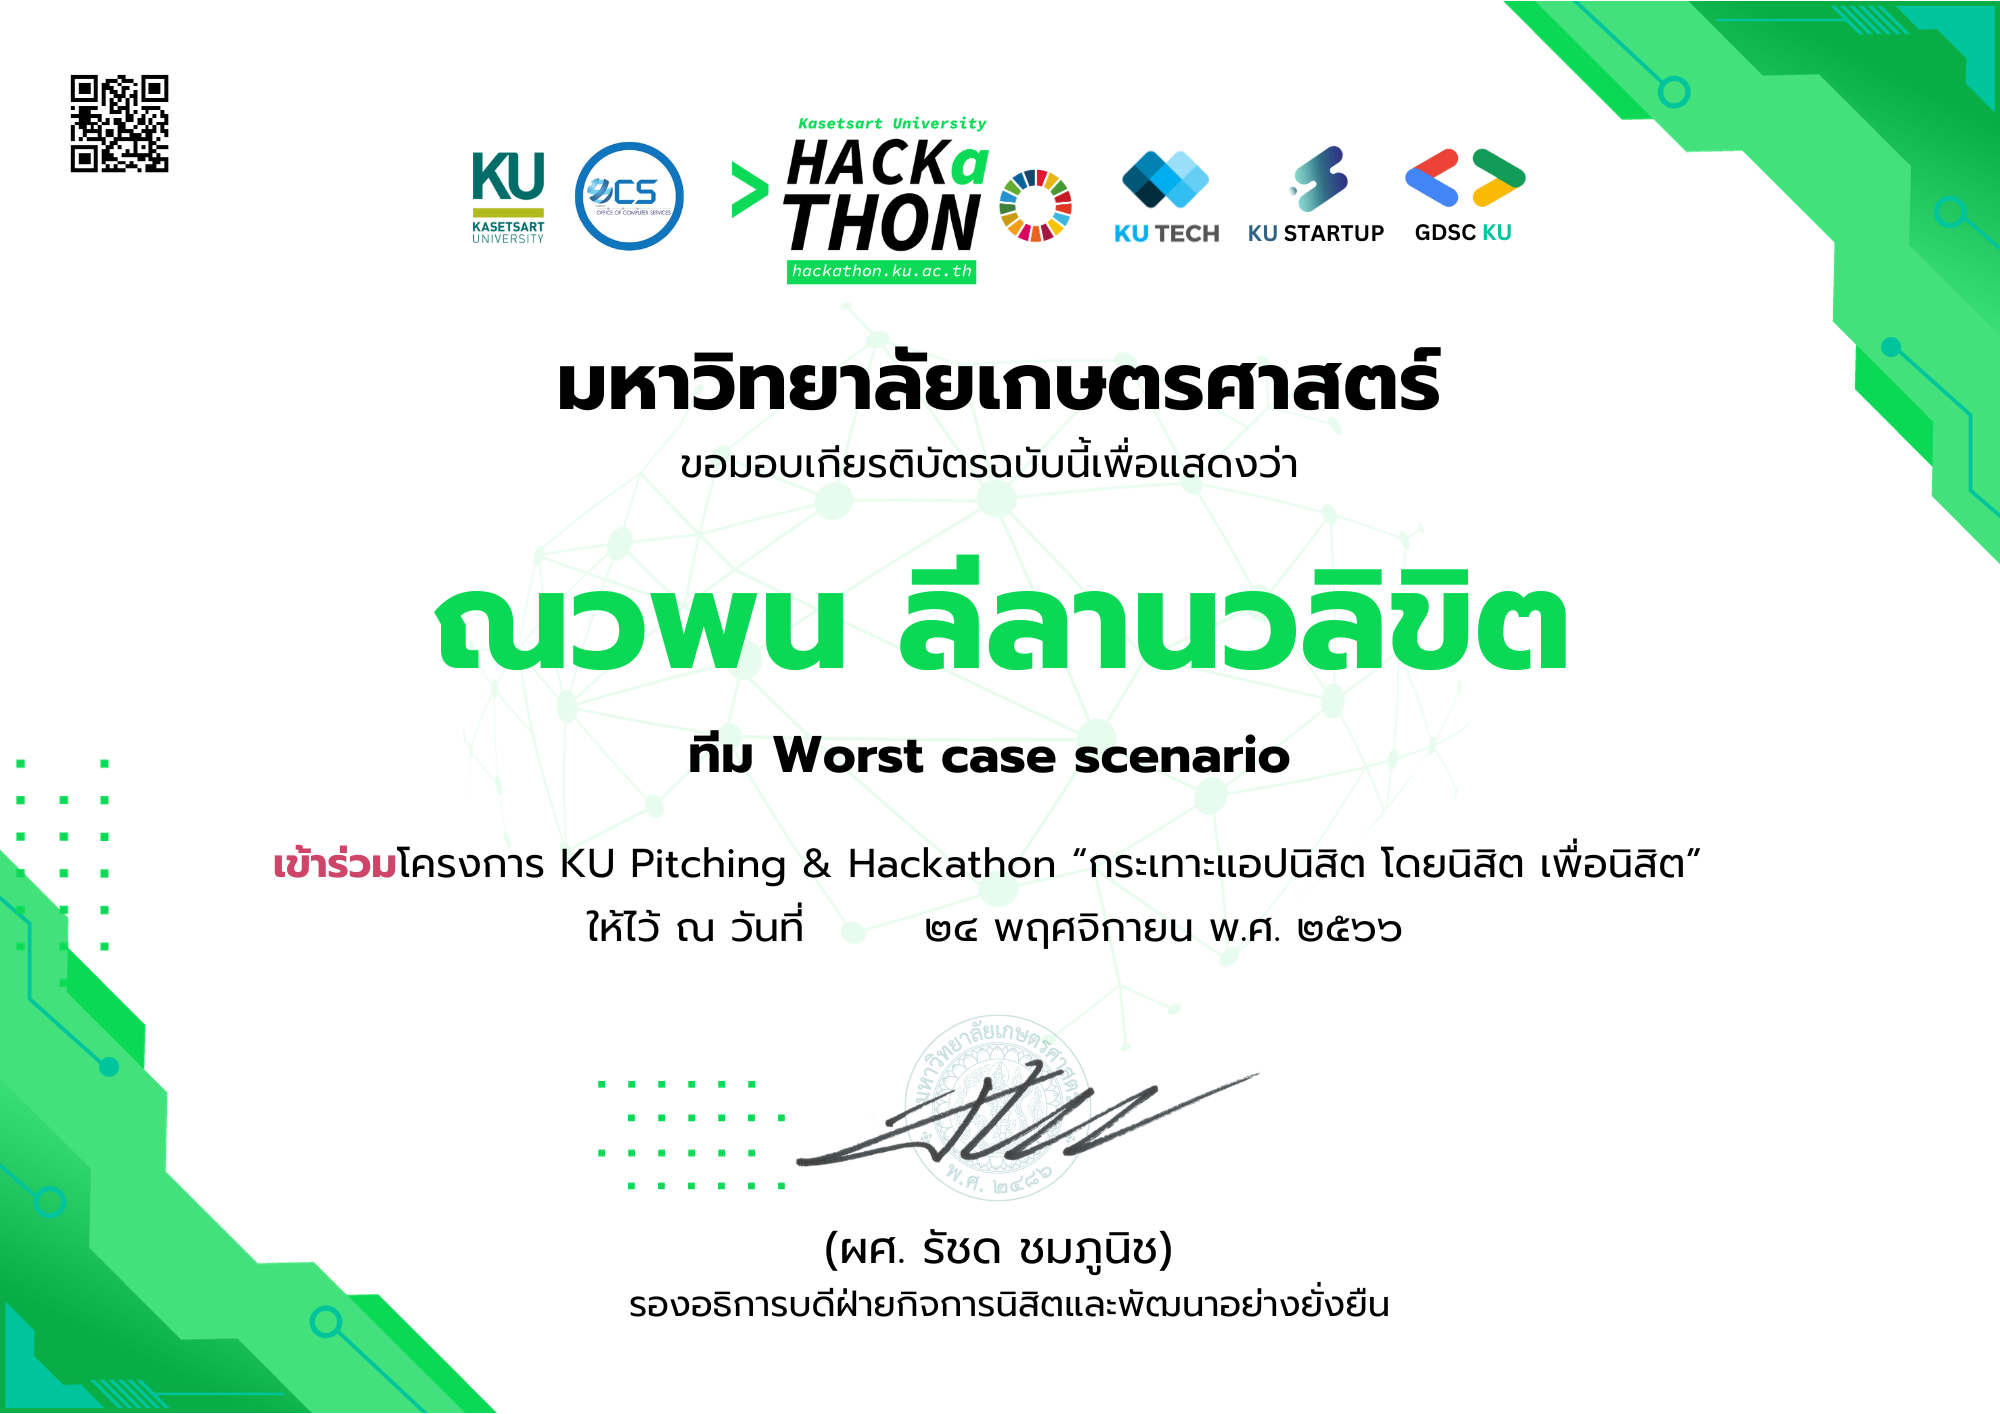 Kasetsart University
HACKa
THON
hackathon.ku.ac.th
KU
KASETSART
UNIVERSITY
OCS
OFFICE OF COMPUTER SERVICES
KU TECH
KU STARTUP
GDSC KU
มหาวิทยาลัยเกษตรศาสตร์
ขอมอบเกียรติบัตรฉบับนี้เพื่อแสดงว่า
ณวพน ลีลานวลิขิต
ทีม Worst case scenario
เข้าร่วมโครงการ KU Pitching & Hackathon “กระเทาะแอปนิสิต โดยนิสิต เพื่อนิสิต”
ให้ไว้ ณ วันที่ ๒๔ พฤศจิกายน พ.ศ. ๒๕๖๖
มหาวิทยาลัยเกษตรศาสตร์
พ.ศ. ๒๔๘๖
(ผศ. รัชด ชมภูนิช)
รองอธิการบดีฝ่ายกิจการนิสิตและพัฒนาอย่างยั่งยืน